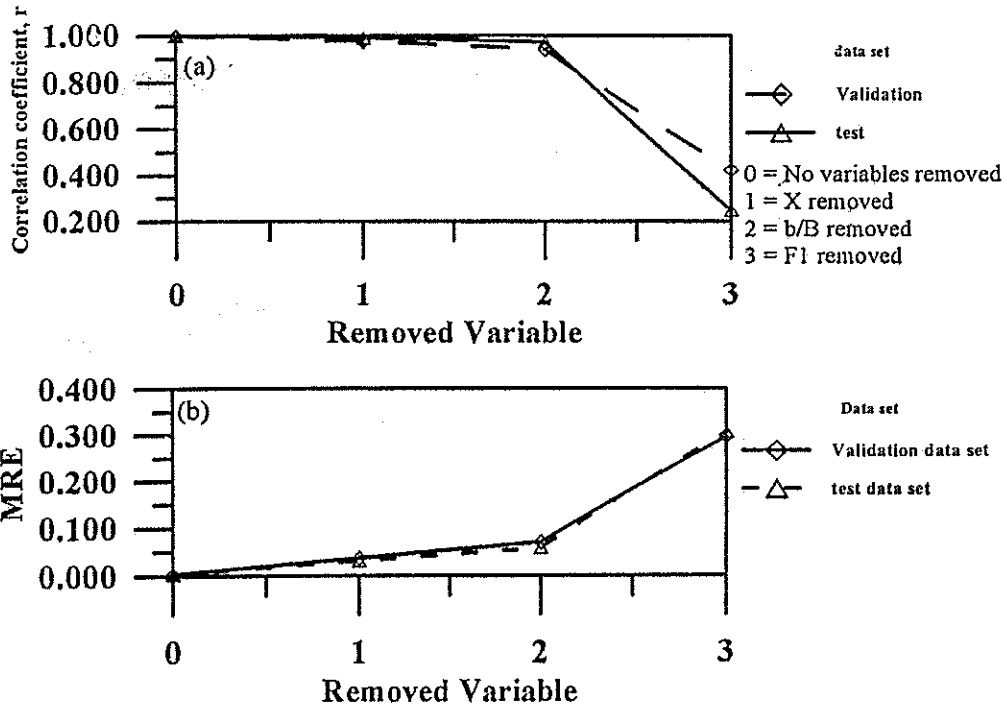 Correlation coefficient, r
1.000
0.800
0.600
0.400
0.200
(a)
0 1 2 3
Removed Variable
data set
Validation
test
0 = No variables removed
1 = X removed
2 = b/B removed
3 = F1 removed
MRE
0.400
0.300
0.200
0.100
0.000
(b)
0 1 2 3
Removed Variable
Data set
Validation data set
test data set